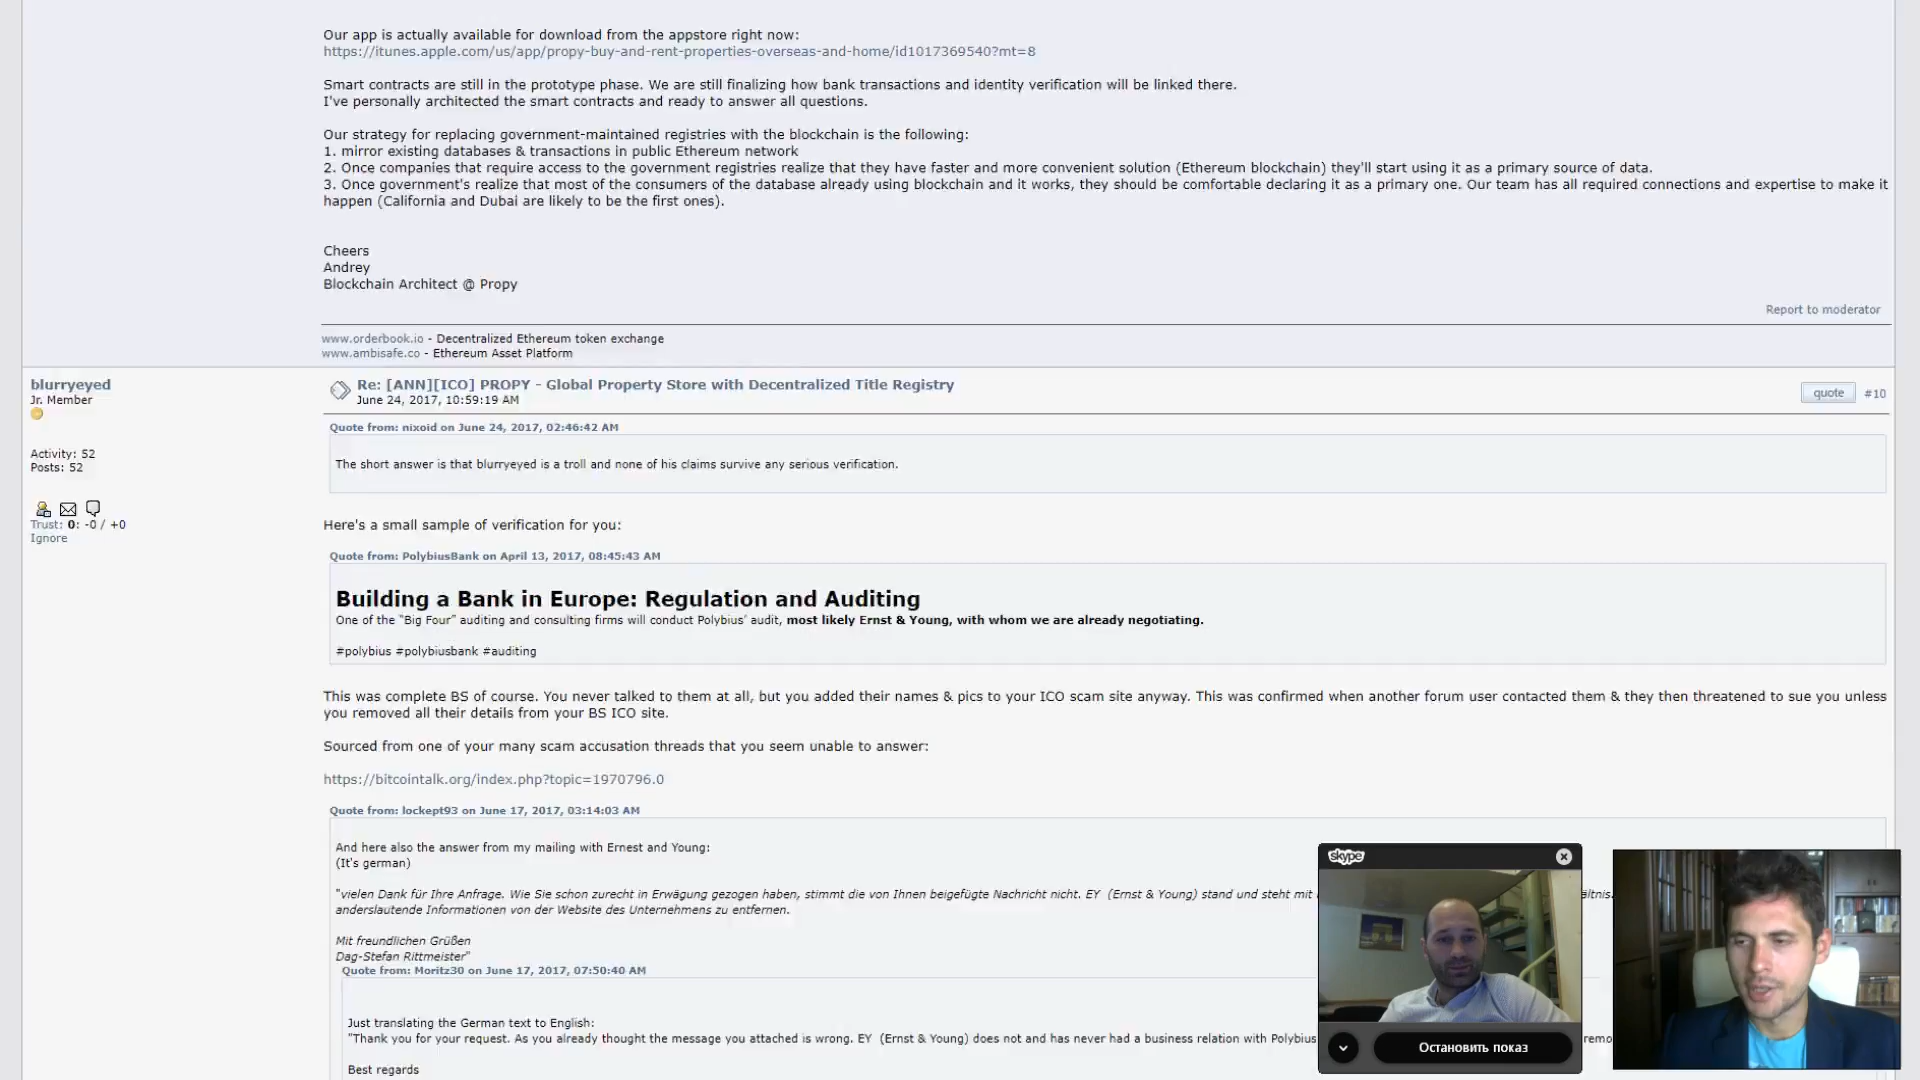 Our app is actually available for download from the appstore right now:
https://itunes.apple.com/us/app/propy-buy-and-rent-properties-overseas-and-home/id1017369540?mt=8
Smart contracts are still in the prototype phase. We are still finalizing how bank transactions and identity verification will be linked there.
I've personally architected the smart contracts and ready to answer all questions.
Our strategy for replacing government-maintained registries with the blockchain is the following:
1. mirror existing databases & transactions in public Ethereum network
2. Once companies that require access to the government registries realize that they have faster and more convenient solution (Ethereum blockchain) they'll start using it as a primary source of data.
3. Once government's realize that most of the consumers of the database already using blockchain and it works, they should be comfortable declaring it as a primary one. Our team has all required connections and expertise to make it
happen (California and Dubai are likely to be the first ones).
Cheers
Andrey
Blockchain Architect @ Propy
Report to moderator
www.orderbook.io - Decentralized Ethereum token exchange
www.ambisafe.co - Ethereum Asset Platform
blurryeyed
Jr. Member
Activity: 52
Posts: 52
Trust: 0: -0 / +0
Ignore
Re: [ANN][ICO] PROPY - Global Property Store with Decentralized Title Registry
June 24, 2017, 10:59:19 AM
quote #10
Quote from: nixoid on June 24, 2017, 02:46:42 AM
The short answer is that blurryeyed is a troll and none of his claims survive any serious verification.
Here's a small sample of verification for you:
Quote from: PolybiusBank on April 13, 2017, 08:45:43 AM
Building a Bank in Europe: Regulation and Auditing
One of the "Big Four" auditing and consulting firms will conduct Polybius' audit, most likely Ernst & Young, with whom we are already negotiating.
#polybius #polybiusbank #auditing
This was complete BS of course. You never talked to them at all, but you added their names & pics to your ICO scam site anyway. This was confirmed when another forum user contacted them & they then threatened to sue you unless
you removed all their details from your BS ICO site.
Sourced from one of your many scam accusation threads that you seem unable to answer:
https://bitcointalk.org/index.php?topic=1970796.0
Quote from: lockept93 on June 17, 2017, 03:14:03 AM
And here also the answer from my mailing with Ernest and Young:
(It's german)
"vielen Dank für Ihre Anfrage. Wie Sie schon zurecht in Erwägung gezogen haben, stimmt die von Ihnen beigefügte Nachricht nicht. EY (Ernst & Young) stand und steht mit
anderslautende Informationen von der Website des Unternehmens zu entfernen.
Mit freundlichen Grüßen
Dag-Stefan Rittmeister"
Quote from: Moritz30 on June 17, 2017, 07:50:40 AM
Just translating the German text to English:
"Thank you for your request. As you already thought the message you attached is wrong. EY (Ernst & Young) does not and has never had a business relation with Polybius
Best regards
skype
Остановить показ